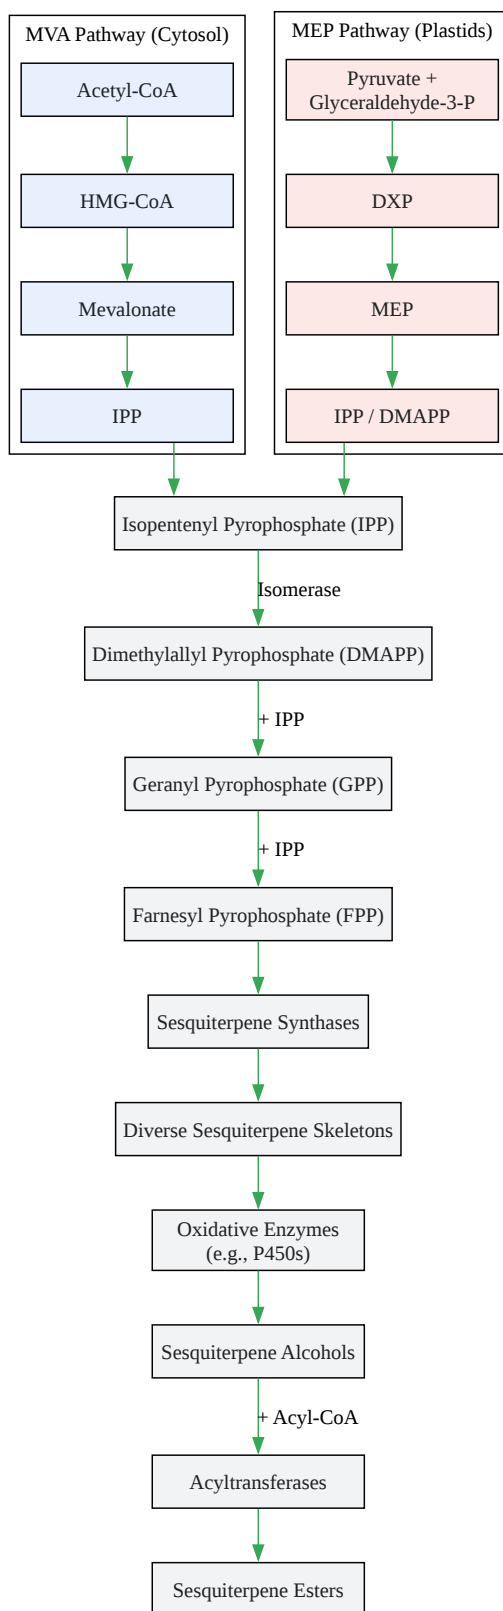 MVA Pathway (Cytosol)
Acetyl-CoA
HMG-CoA
Mevalonate
IPP
MEP Pathway (Plastids)
Pyruvate +
Glyceraldehyde-3-P
DXP
MEP
IPP / DMAPP
Isopentenyl Pyrophosphate (IPP)
Isomerase
Dimethylallyl Pyrophosphate (DMAPP)
+ IPP
Geranyl Pyrophosphate (GPP)
+ IPP
Farnesyl Pyrophosphate (FPP)
Sesquiterpene Synthases
Diverse Sesquiterpene Skeletons
Oxidative Enzymes
(e.g., P450s)
Sesquiterpene Alcohols
+ Acyl-CoA
Acyltransferases
Sesquiterpene Esters